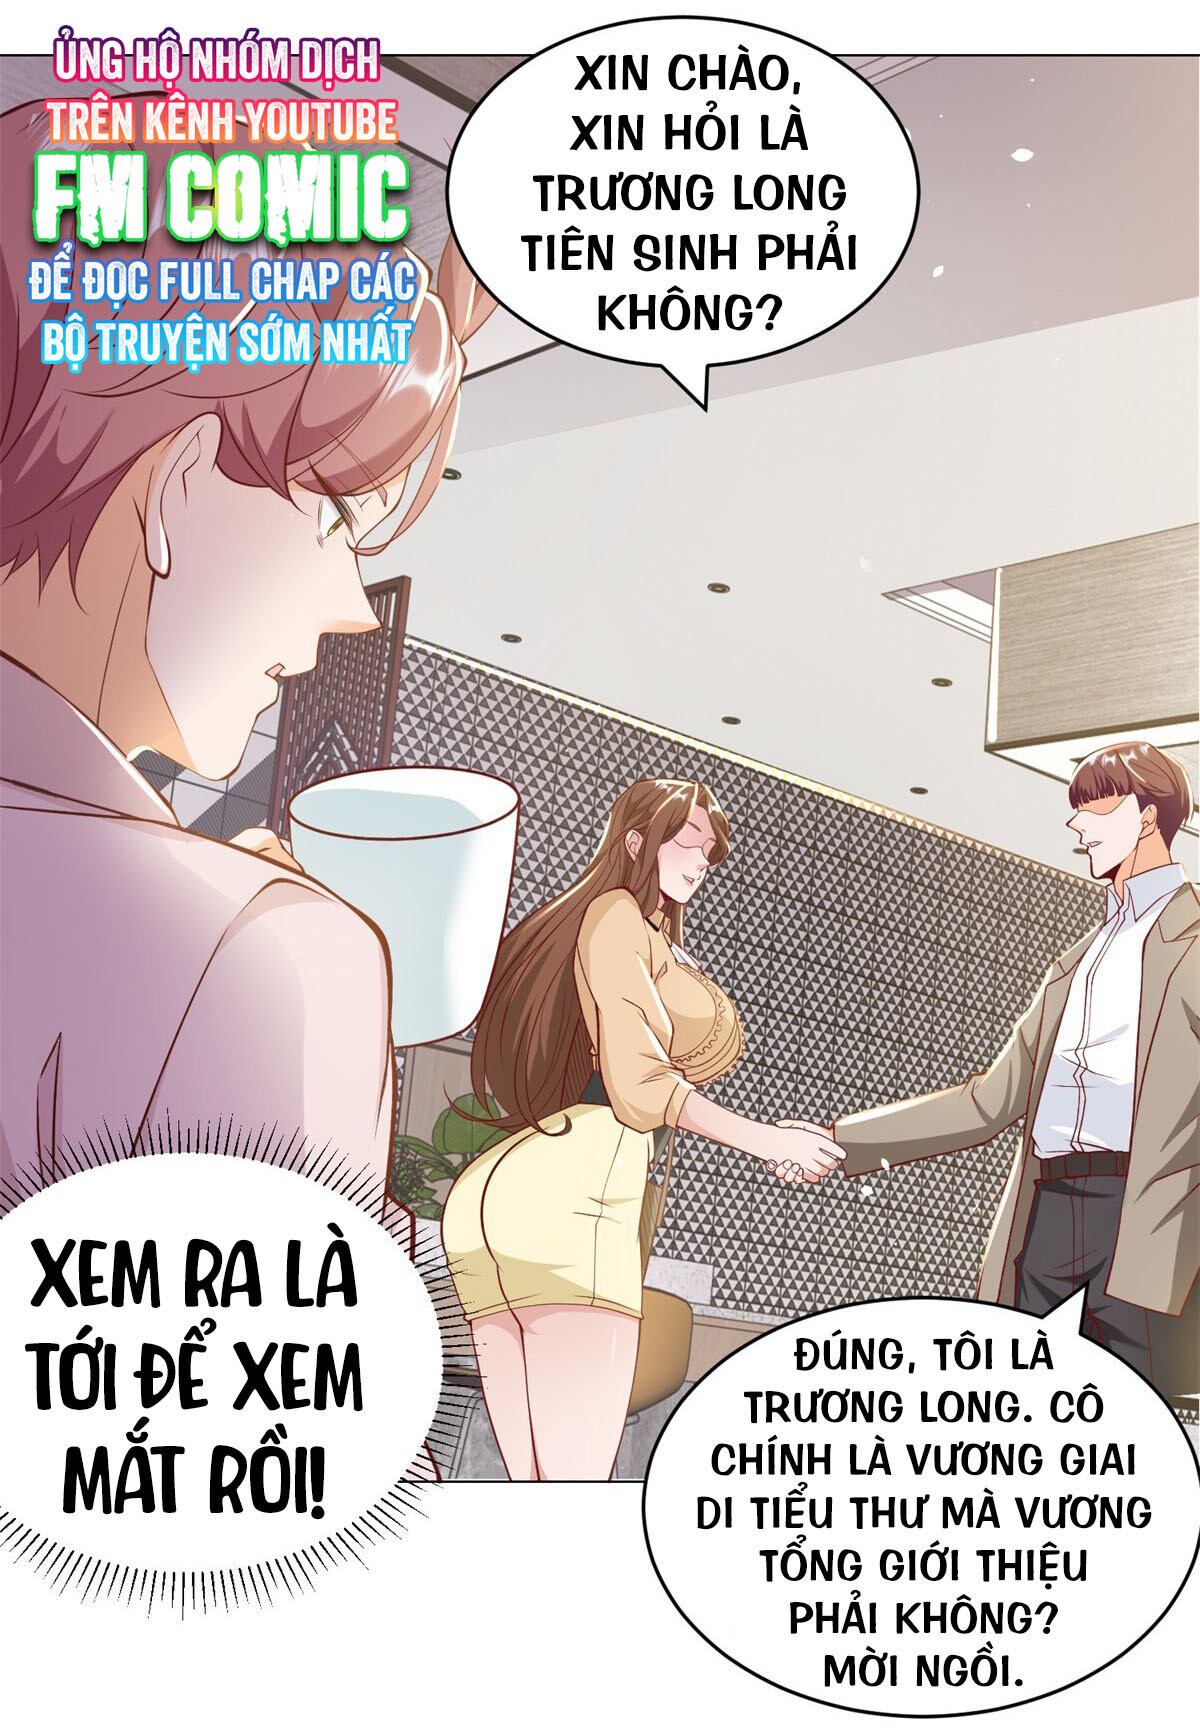 ỦNG HỘ NHÓM DỊCH
TRÊN KÊNH YOUTUBE
FM COMIC
ĐỂ ĐỌC FULL CHAP CÁC
BỘ TRUYỆN SỚM NHẤT
XIN CHÀO,
XIN HỎI LÀ
TRƯƠNG LONG
TIÊN SINH PHẢI
KHÔNG?
XEM RA LÀ
TỚI ĐỂ XEM
MẮT RỒI!
ĐÚNG, TÔI LÀ
TRƯƠNG LONG. CÔ
CHÍNH LÀ VƯƠNG GIAI
DI TIỂU THƯ MÀ VƯƠNG
TỔNG GIỚI THIỆU
PHẢI KHÔNG?
MỜI NGỒI.